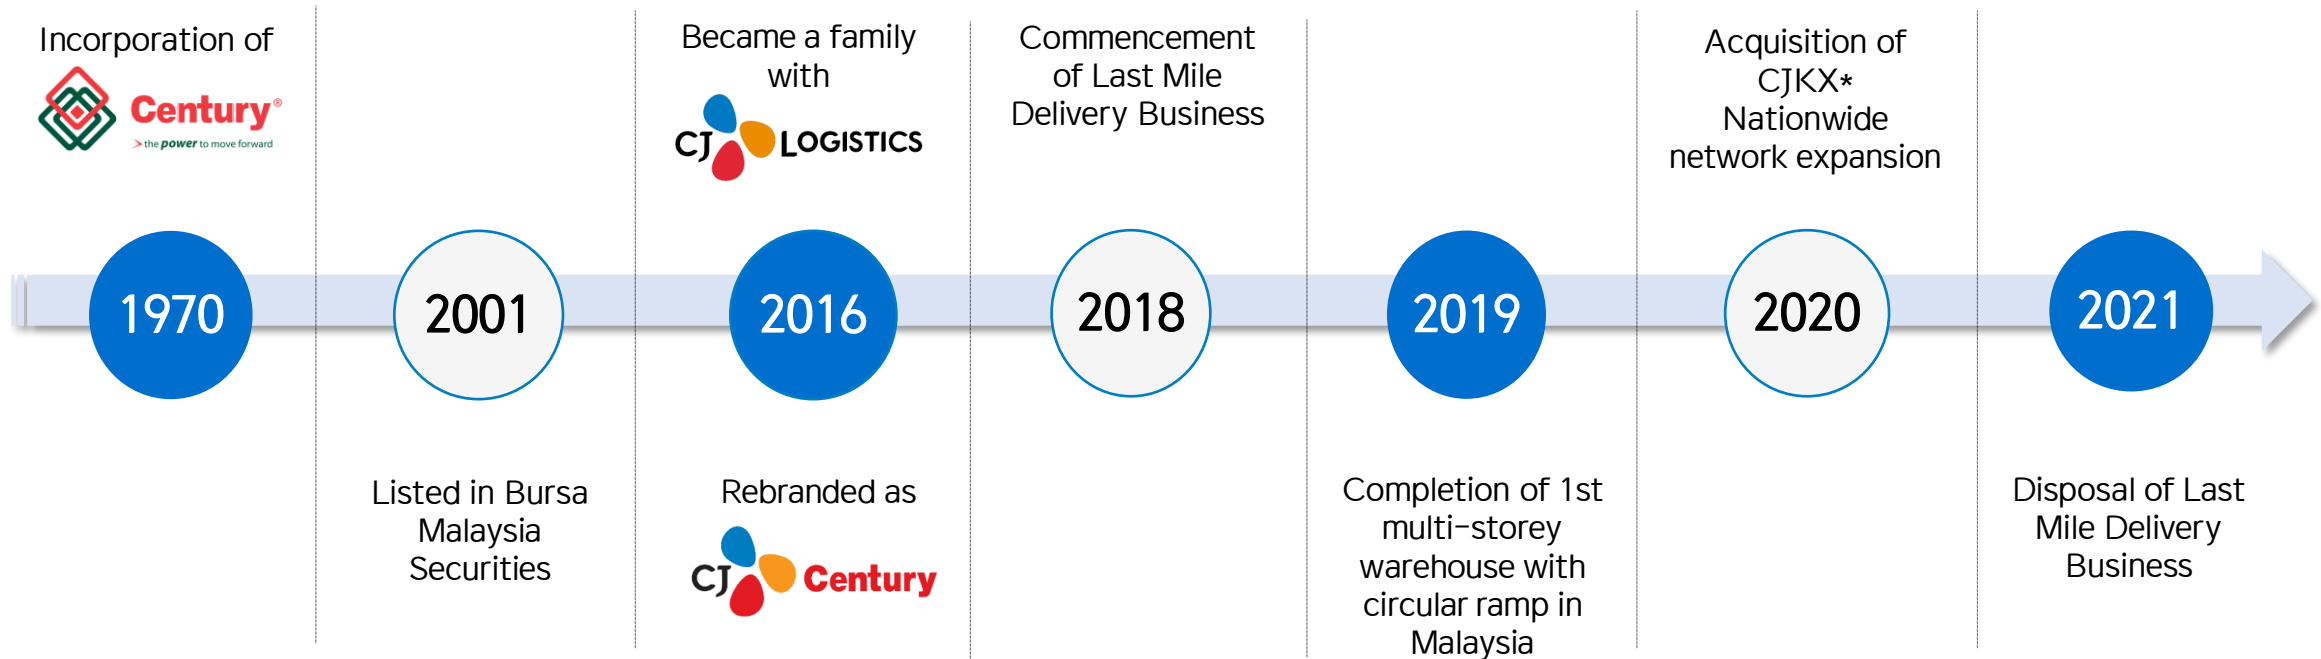 Incorporation of
Century®
>the power to move forward
1970
2001
Listed in Bursa
Malaysia
Securities
Became a family
with
CJ LOGISTICS
2016
Rebranded as
CJ Century
Commencement
of Last Mile
Delivery Business
2018
2019
Completion of 1st
multi-storey
warehouse with
circular ramp in
Malaysia
Acquisition of
CJKX*
Nationwide
network expansion
2020
2021
Disposal of Last
Mile Delivery
Business